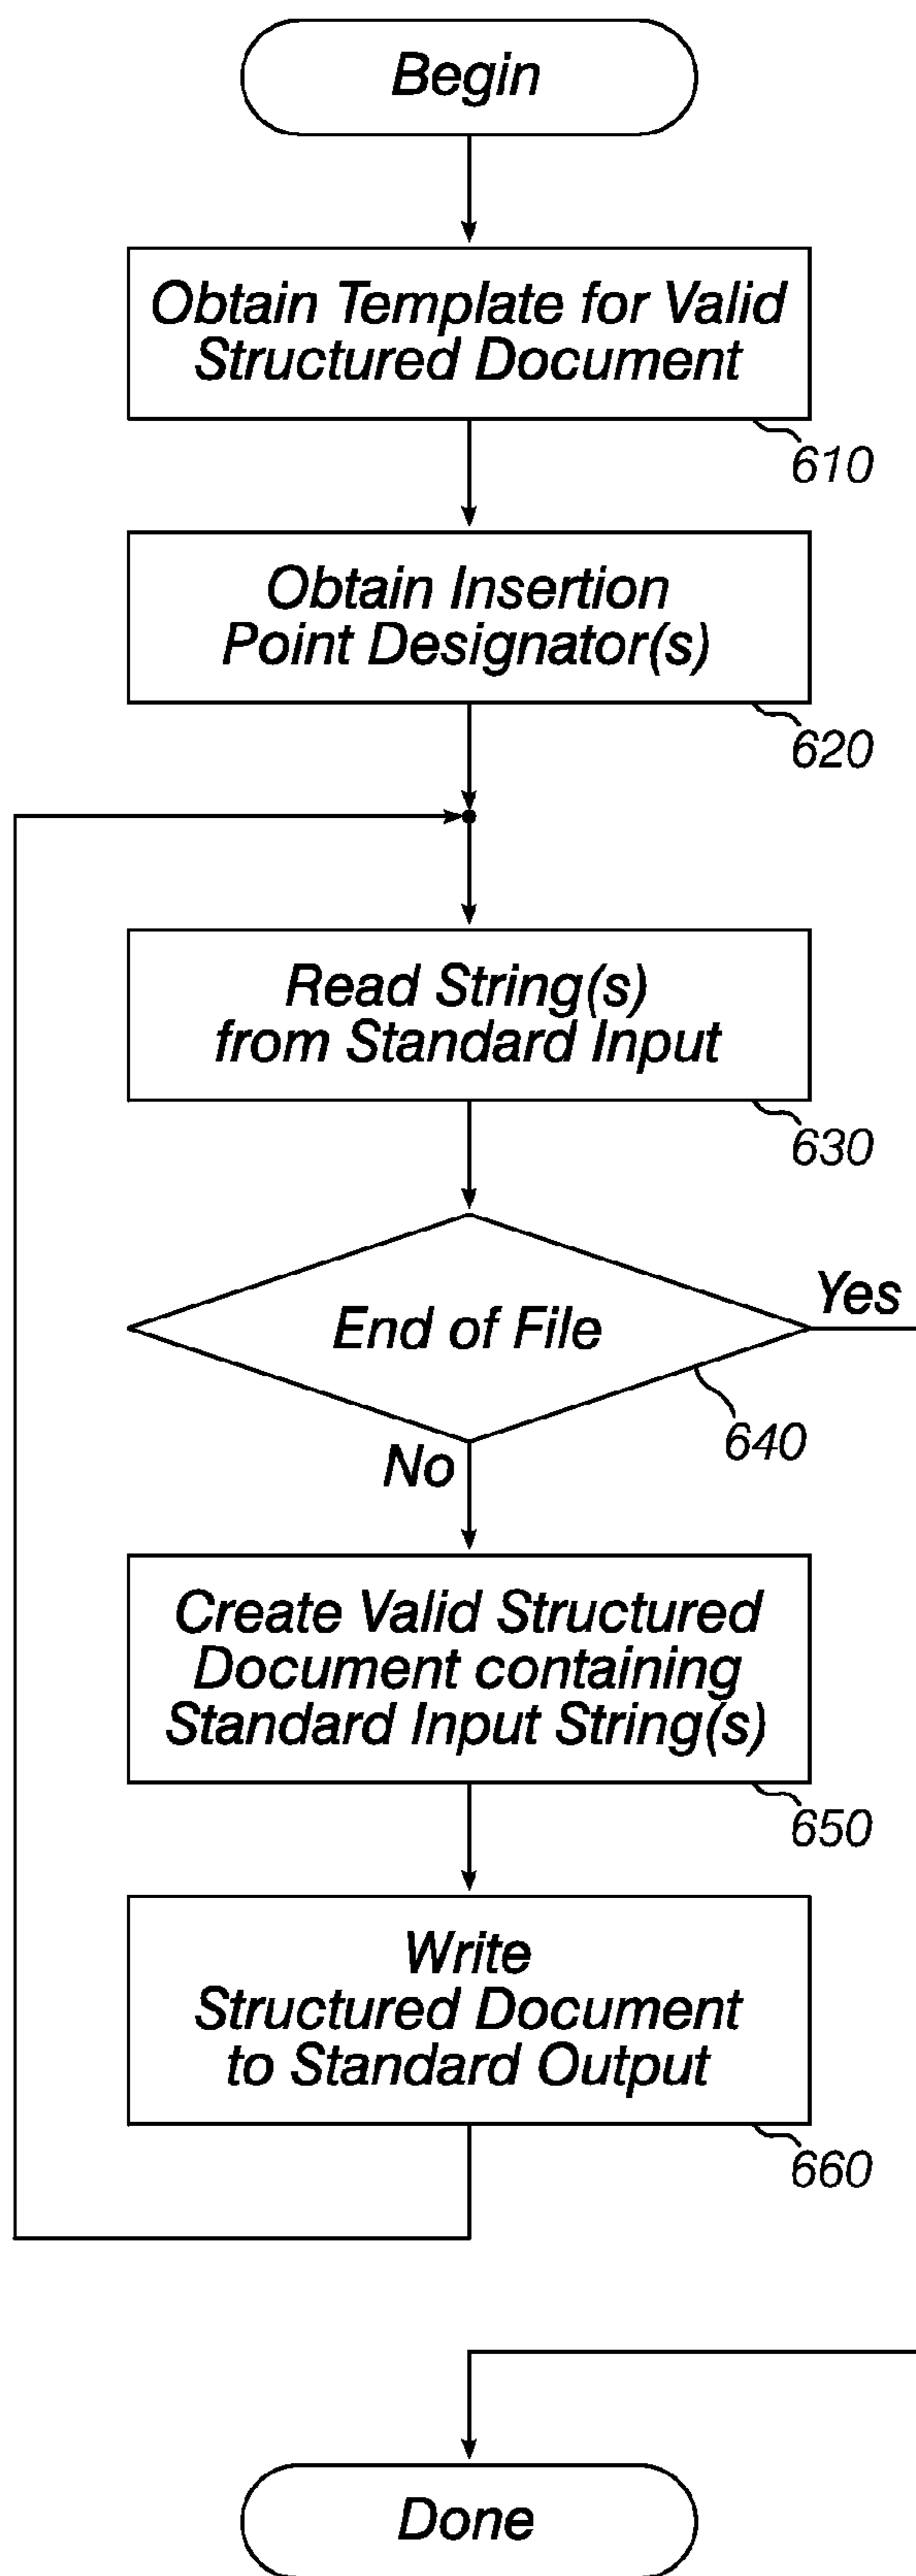 Begin
Obtain Template for Valid
Structured Document
610
Obtain Insertion
Point Designator(s)
620
Read String(s)
from Standard Input
630
End of File
Yes
640
No
Create Valid Structured
Document containing
Standard Input String(s)
650
Write
Structured Document
to Standard Output
660
Done